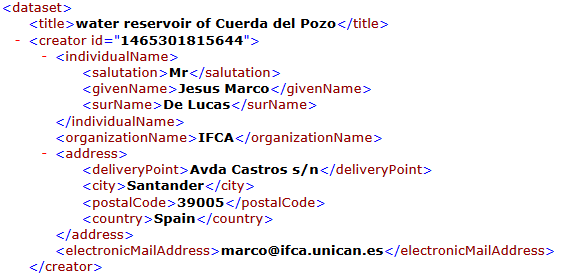 <dataset>
<title>water reservoir of Cuerda del Pozo</title>
- <creator id="1465301815644">
- <individualName>
<salutation>Mr</salutation>
<givenName>Jesus Marco</givenName>
<surName>De Lucas</surName>
</individualName>
<organizationName>IFCA</organizationName>
- <address>
<deliveryPoint>Avda Castros s/n</deliveryPoint>
<city>Santander</city>
<postalCode>39005</postalCode>
<country>Spain</country>
</address>
<electronicMailAddress>marco@ifca.unican.es</electronicMailAddress>
</creator>